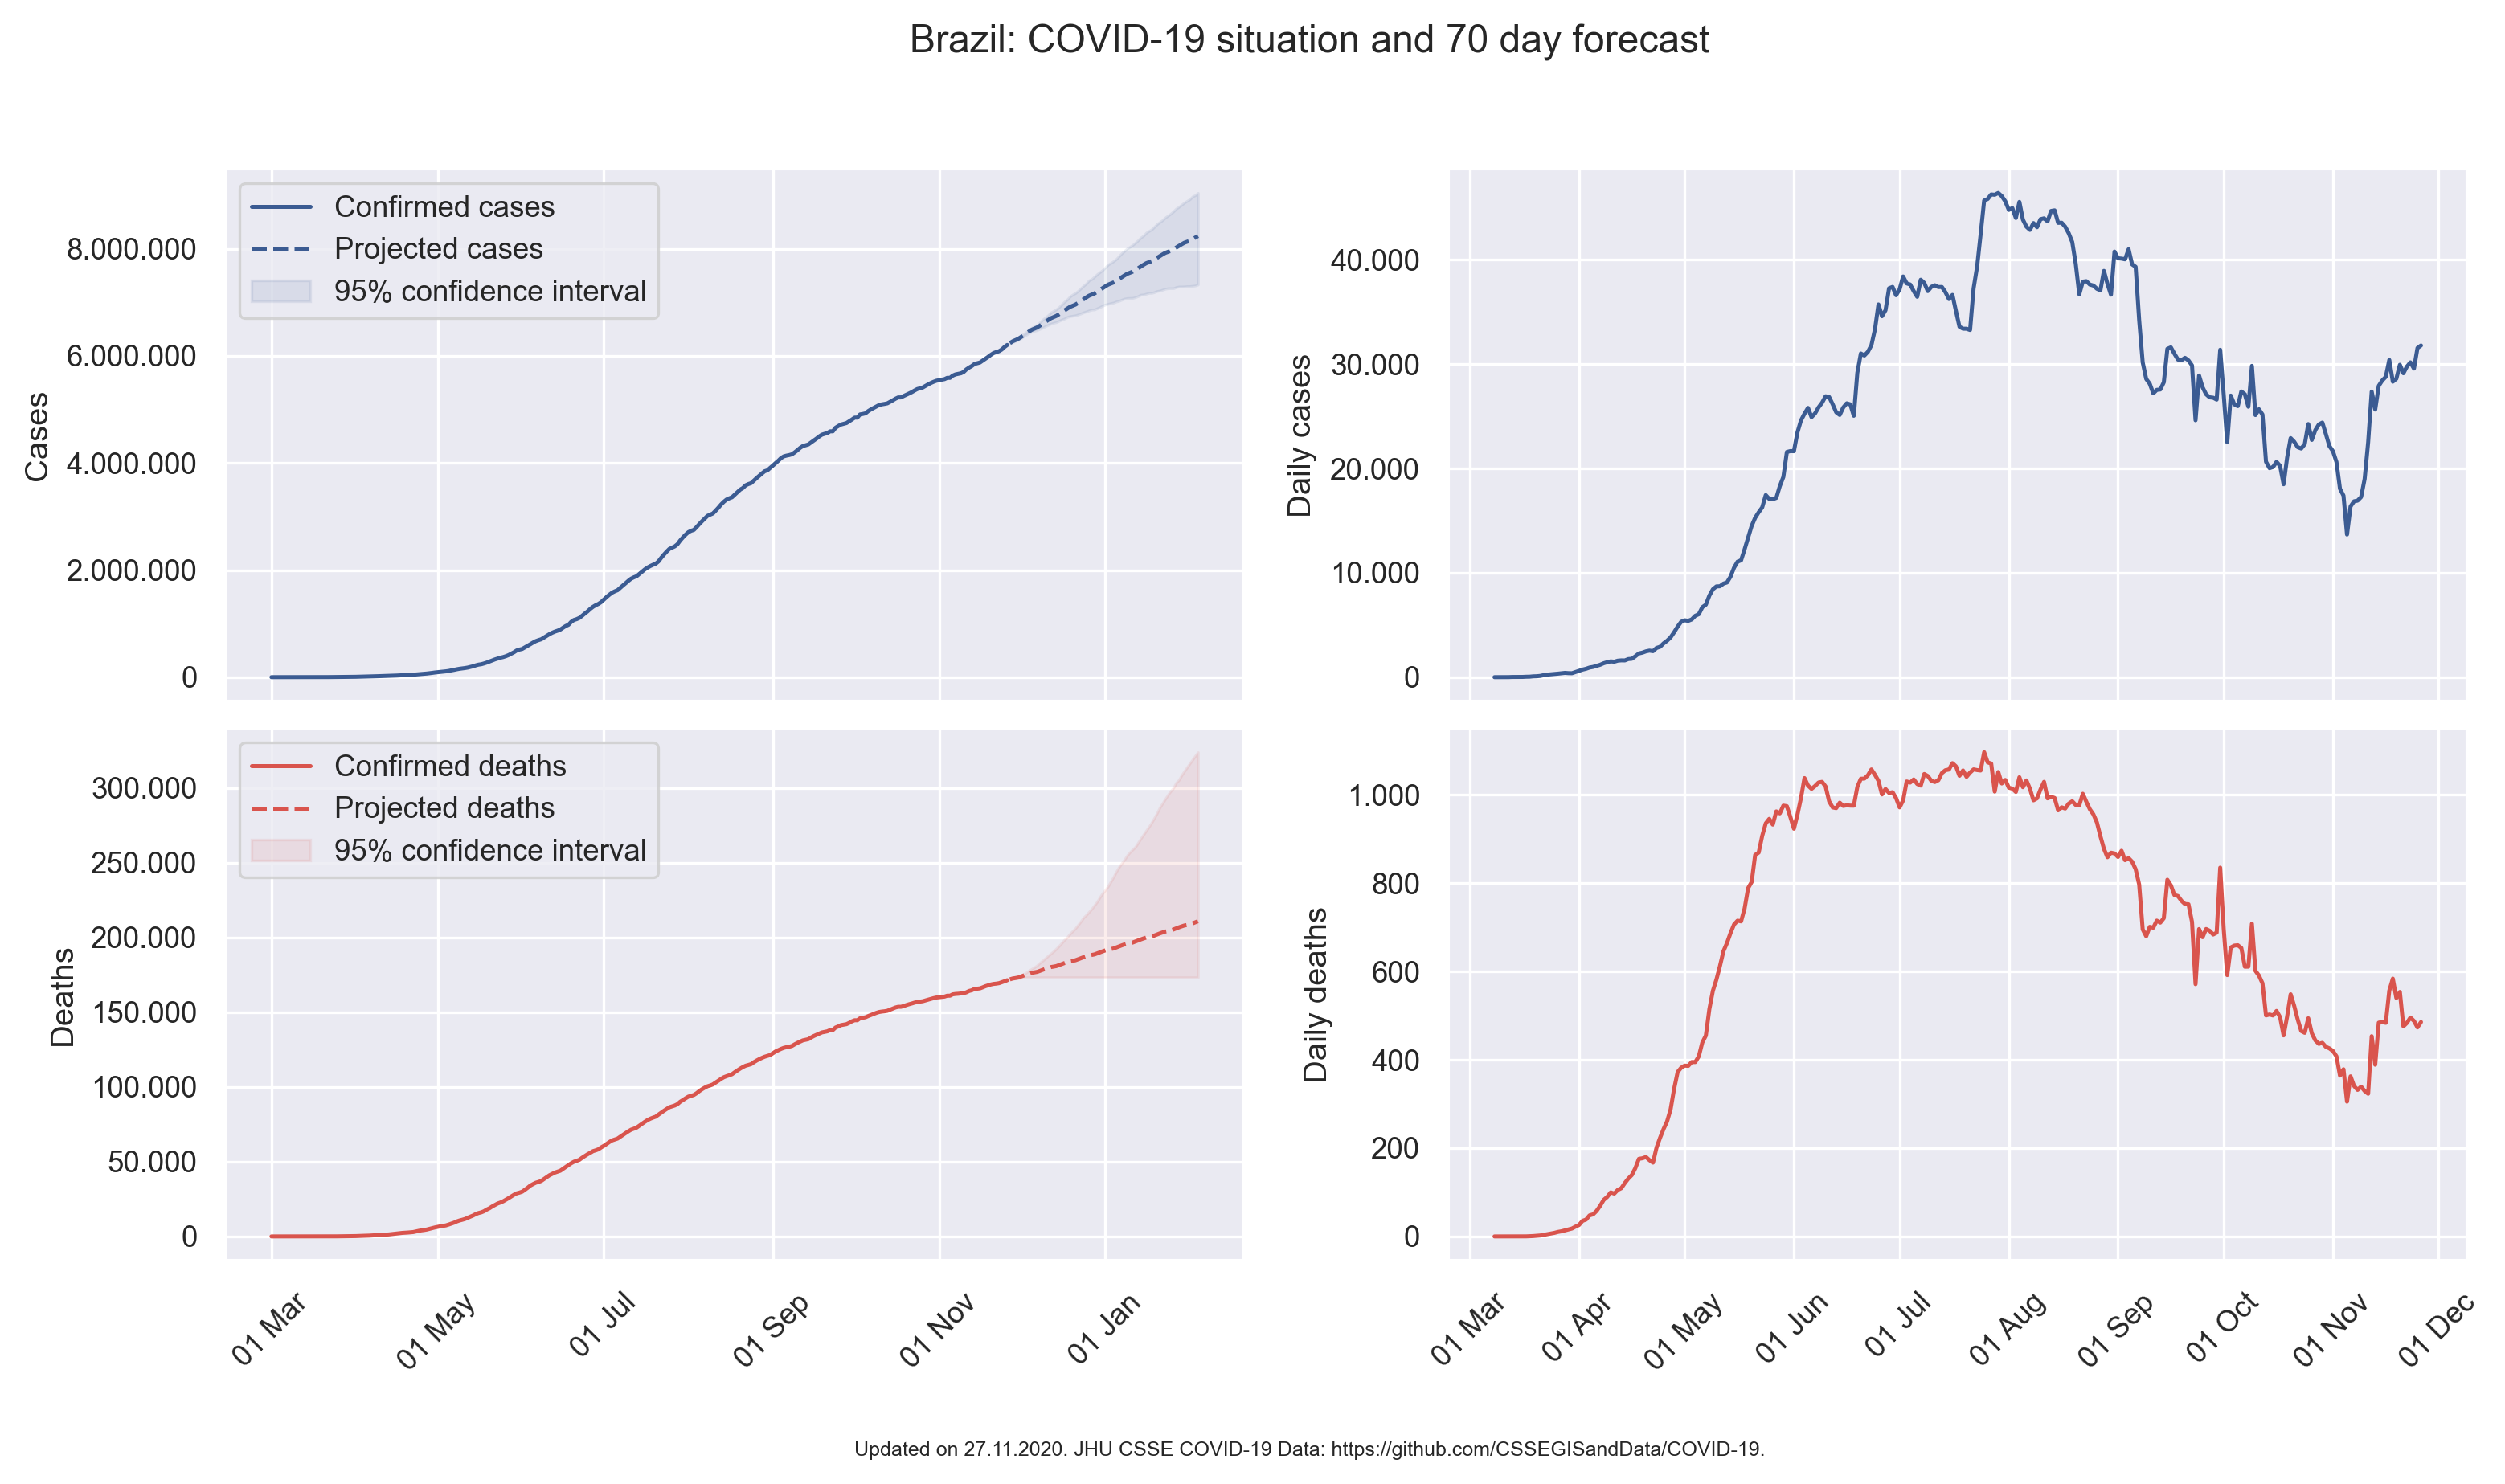 Brazil: COVID-19 situation and 70 day forecast
Confirmed cases
Projected cases
95% confidence interval
Cases
8.000.000
6.000.000
4.000.000
2.000.000
0
Daily cases
40.000
30.000
20.000
10.000
0
Confirmed deaths
Projected deaths
95% confidence interval
Deaths
300.000
250.000
200.000
150.000
100.000
50.000
0
01 Mar
01 May
01 Jul
01 Sep
01 Nov
01 Jan
Daily deaths
1.000
800
600
400
200
0
01 Mar
01 Apr
01 May
01 Jun
01 Jul
01 Aug
01 Sep
01 Oct
01 Nov
01 Dec
Updated on 27.11.2020. JHU CSSE COVID-19 Data: https://github.com/CSSEGISandData/COVID-19.